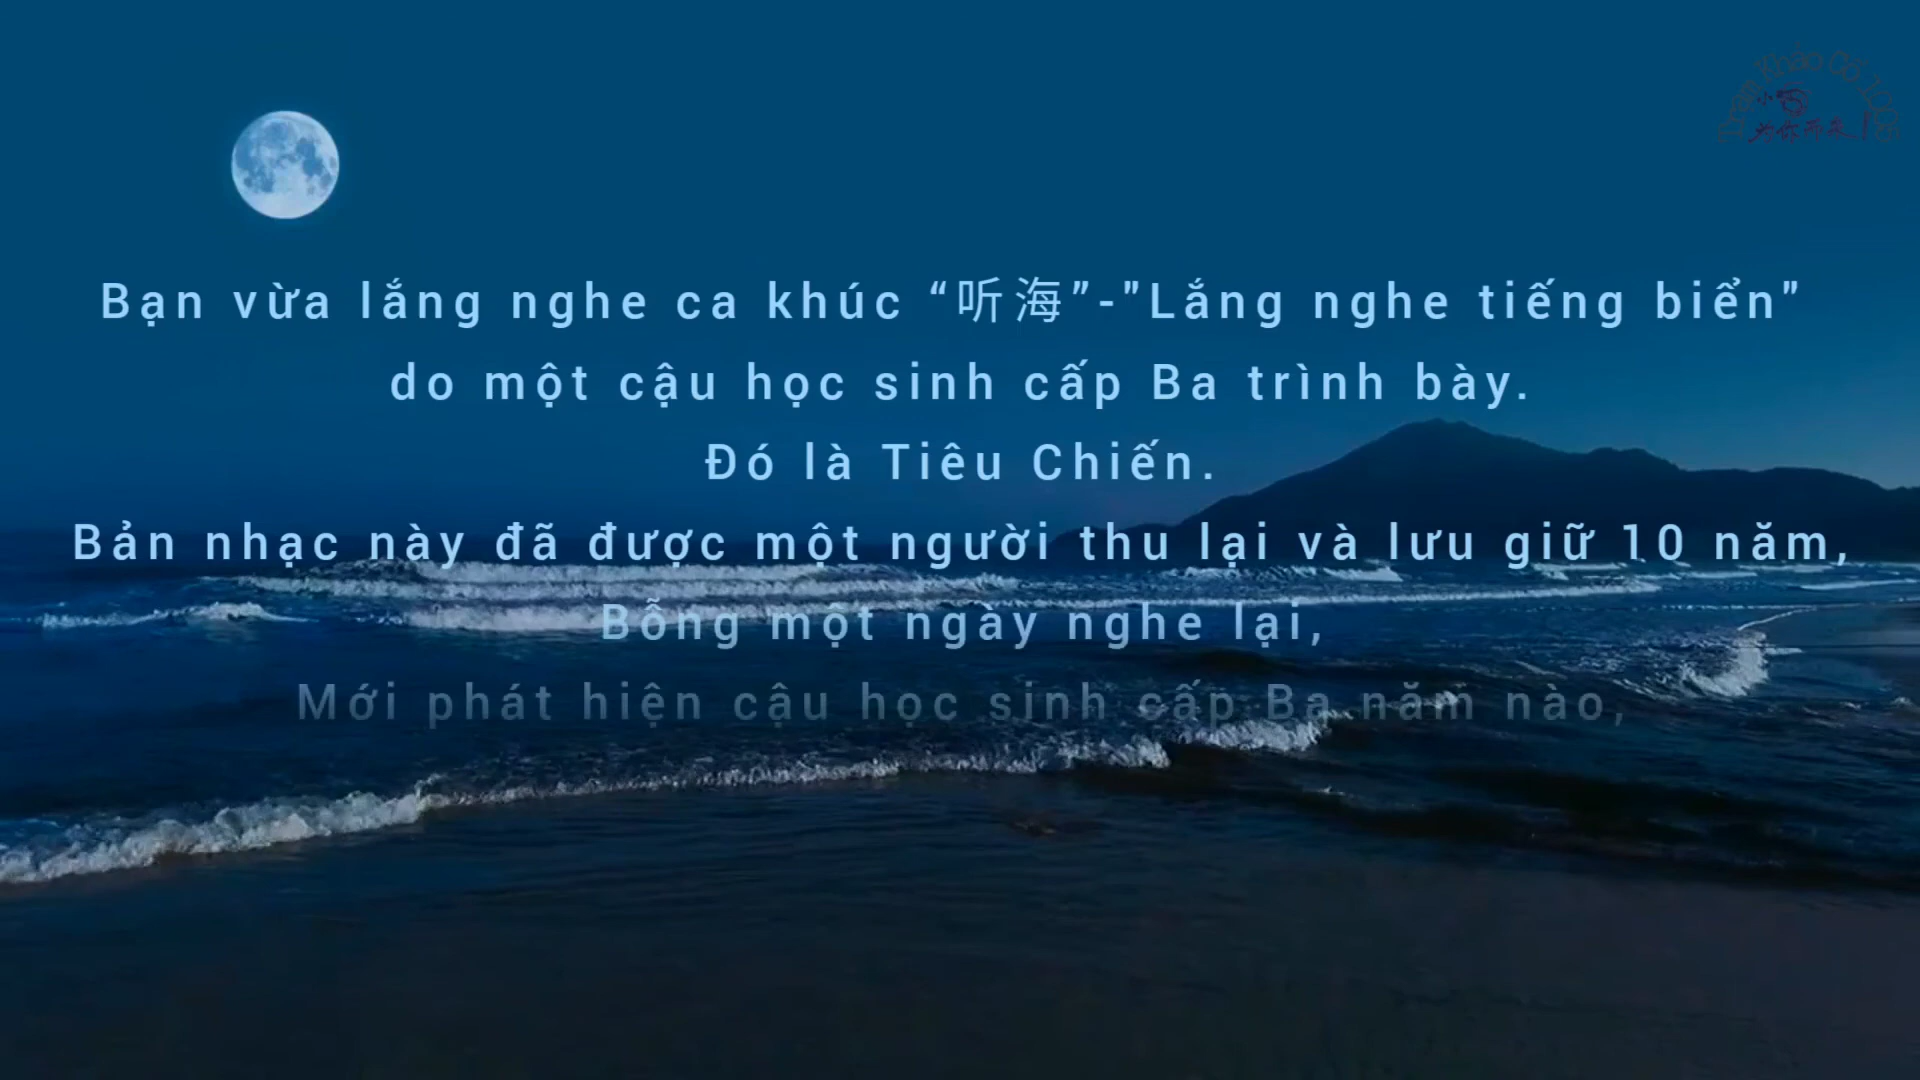 Bạn vừa lắng nghe ca khúc “听海”-"Lắng nghe tiếng biển"
do một cậu học sinh cấp Ba trình bày.
Đó là Tiêu Chiến.
Bản nhạc này đã được một người thu lại và lưu giữ 10 năm,
Bỗng một ngày nghe lại,
Mới phát hiện cậu học sinh cấp Ba năm nào,